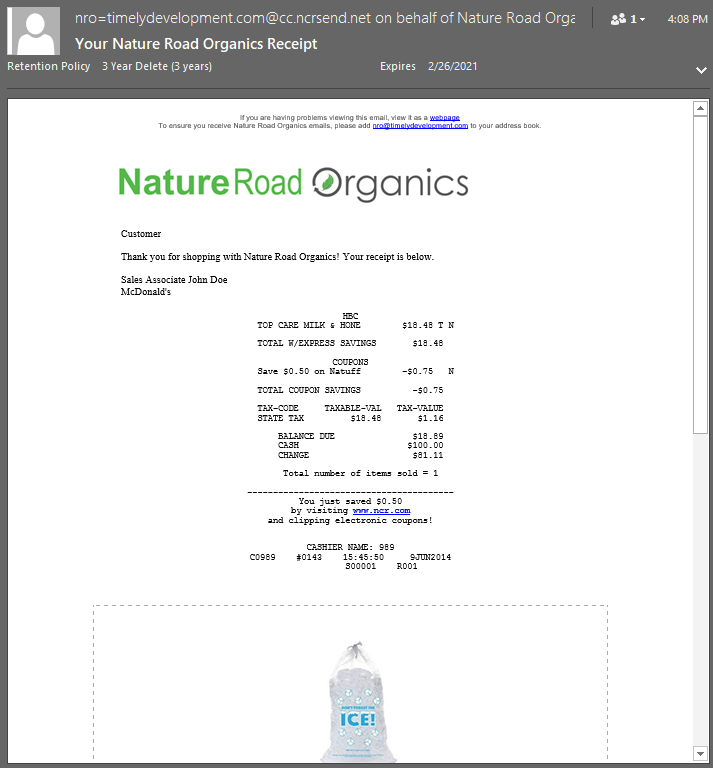 nro=timelydevelopment.com@cc.ncrsend.net on behalf of Nature Road Orga
1
4:08 PM
Your Nature Road Organics Receipt
Retention Policy 3 Year Delete (3 years) Expires 2/26/2021
If you are having problems viewing this email, view it as a webpage
To ensure you receive Nature Road Organics emails, please add nro@timelydevelopment.com to your address book.
Nature Road Organics
Customer
Thank you for shopping with Nature Road Organics! Your receipt is below.
Sales Associate John Doe
McDonald's
HBC
TOP CARE MILK & HONE $18.48 T N
TOTAL W/EXPRESS SAVINGS $18.48
COUPONS
Save $0.50 on Natuff -$0.75 N
TOTAL COUPON SAVINGS -$0.75
TAX-CODE TAXABLE-VAL TAX-VALUE
STATE TAX $18.48 $1.16
BALANCE DUE $18.89
CASH $100.00
CHANGE $81.11
Total number of items sold = 1
----------------------------------------
You just saved $0.50
by visiting www.ncr.com
and clipping electronic coupons!
CASHIER NAME: 989
C0989 #0143 15:45:50 9JUN2014
S00001 R001
ICE!